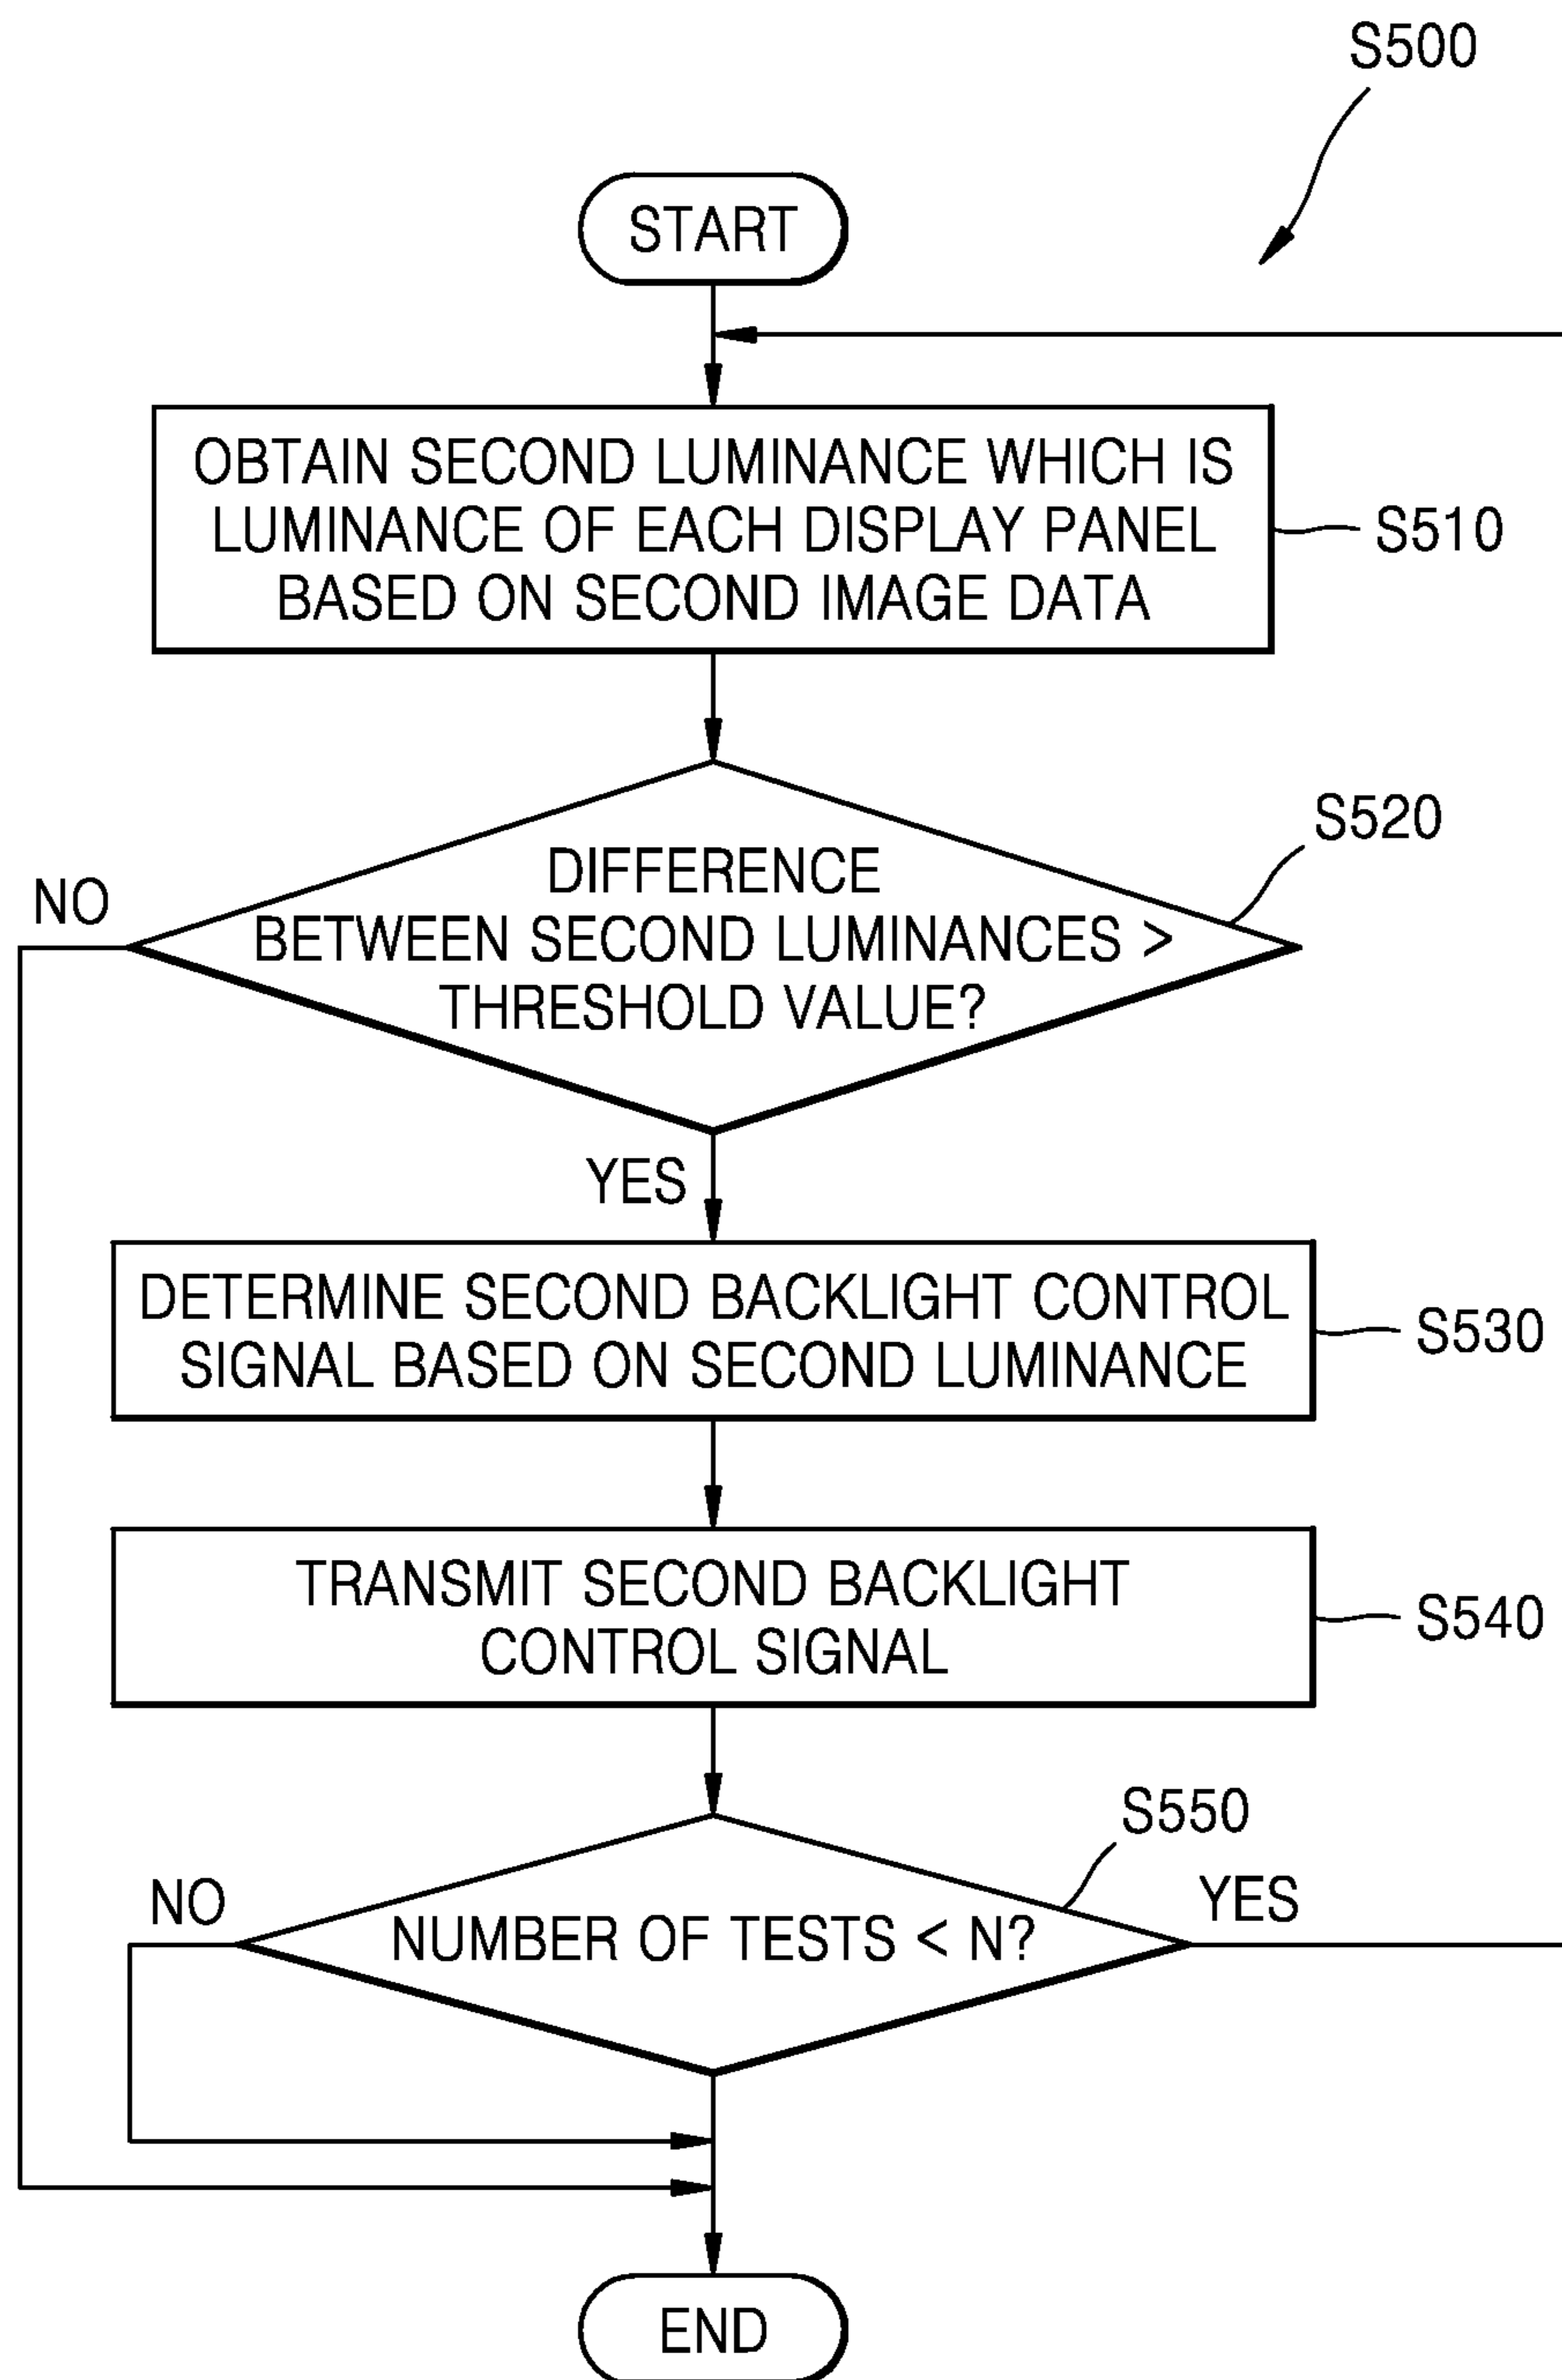 S500
START
OBTAIN SECOND LUMINANCE WHICH IS
LUMINANCE OF EACH DISPLAY PANEL
BASED ON SECOND IMAGE DATA
S510
S520
DIFFERENCE
BETWEEN SECOND LUMINANCES >
THRESHOLD VALUE?
NO
YES
DETERMINE SECOND BACKLIGHT CONTROL
SIGNAL BASED ON SECOND LUMINANCE
S530
TRANSMIT SECOND BACKLIGHT
CONTROL SIGNAL
S540
S550
NO
YES
NUMBER OF TESTS < N?
END